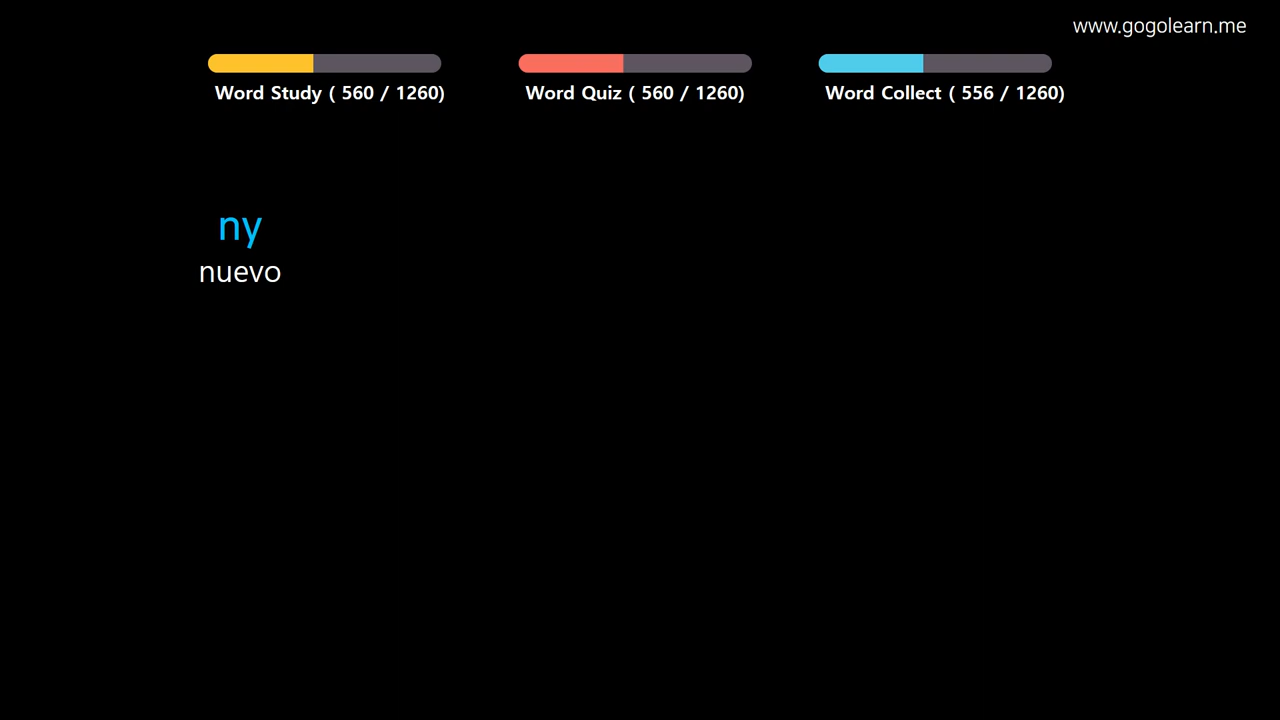 www.gogolearn.me
Word Study ( 560 / 1260)
Word Quiz ( 560 / 1260)
Word Collect ( 556 / 1260)
ny
nuevo